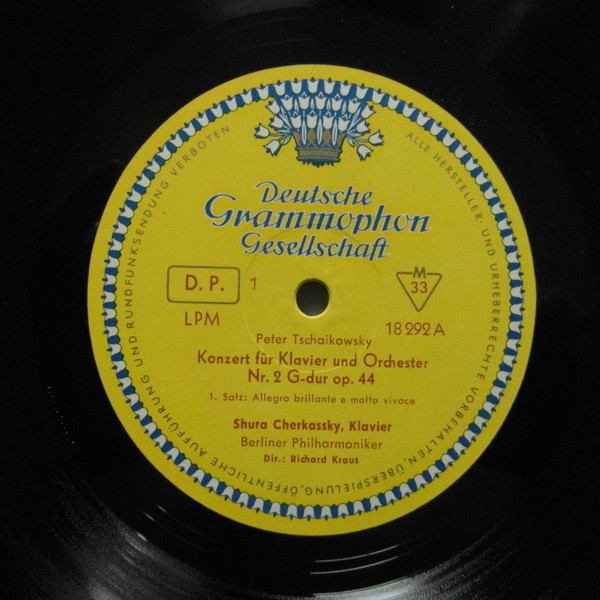 ALLE HERSTELLER- UND URHEBERRECHTE VORBEHALTEN, ÜBERSPIELUNG, ÖFFENTLICHE AUFFÜHRUNG UND RUNDFUNKSENDUNG VERBOTEN
Deutsche
Grammophon
Gesellschaft
D. P. 1
M
33
LPM
18 292 A
Peter Tschaikowsky
Konzert für Klavier und Orchester
Nr. 2 G-dur op. 44
1. Satz: Allegro brillante e molto vivace
Shura Cherkassky, Klavier
Berliner Philharmoniker
Dir.: Richard Kraus